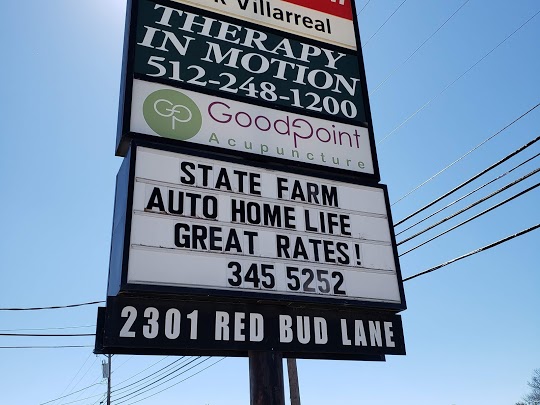 Villarreal
THERAPY
IN MOTION
512-248-1200
GP
GoodPoint
Acupuncture
STATE FARM
AUTO HOME LIFE
GREAT RATES!
345 5252
2301 RED BUD LANE